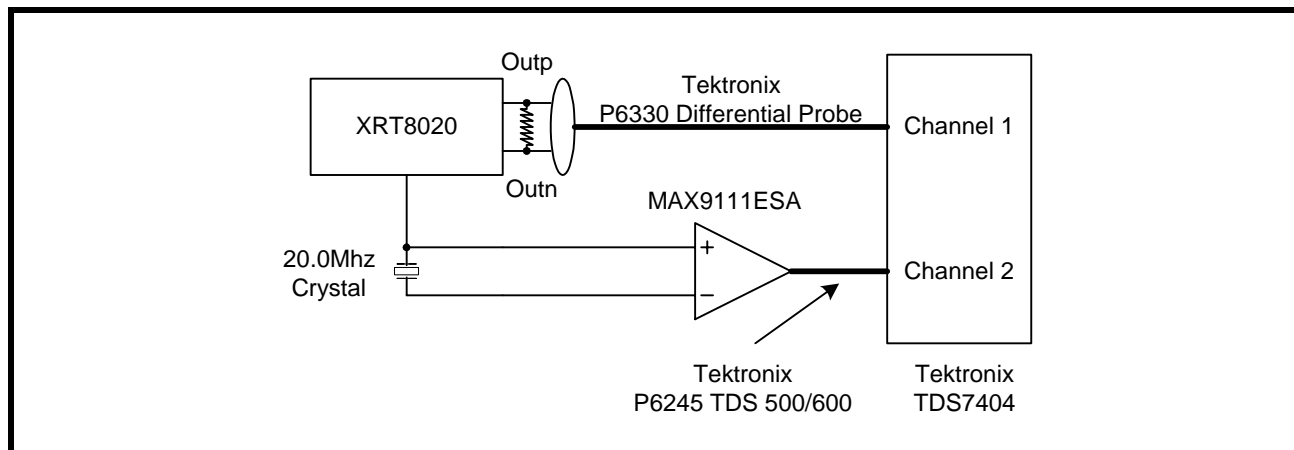 Outp
XRT8020
Outn
Tektronix
P6330 Differential Probe
Channel 1
MAX9111ESA
+
−
20.0Mhz
Crystal
Channel 2
Tektronix
P6245 TDS 500/600
Tektronix
TDS7404